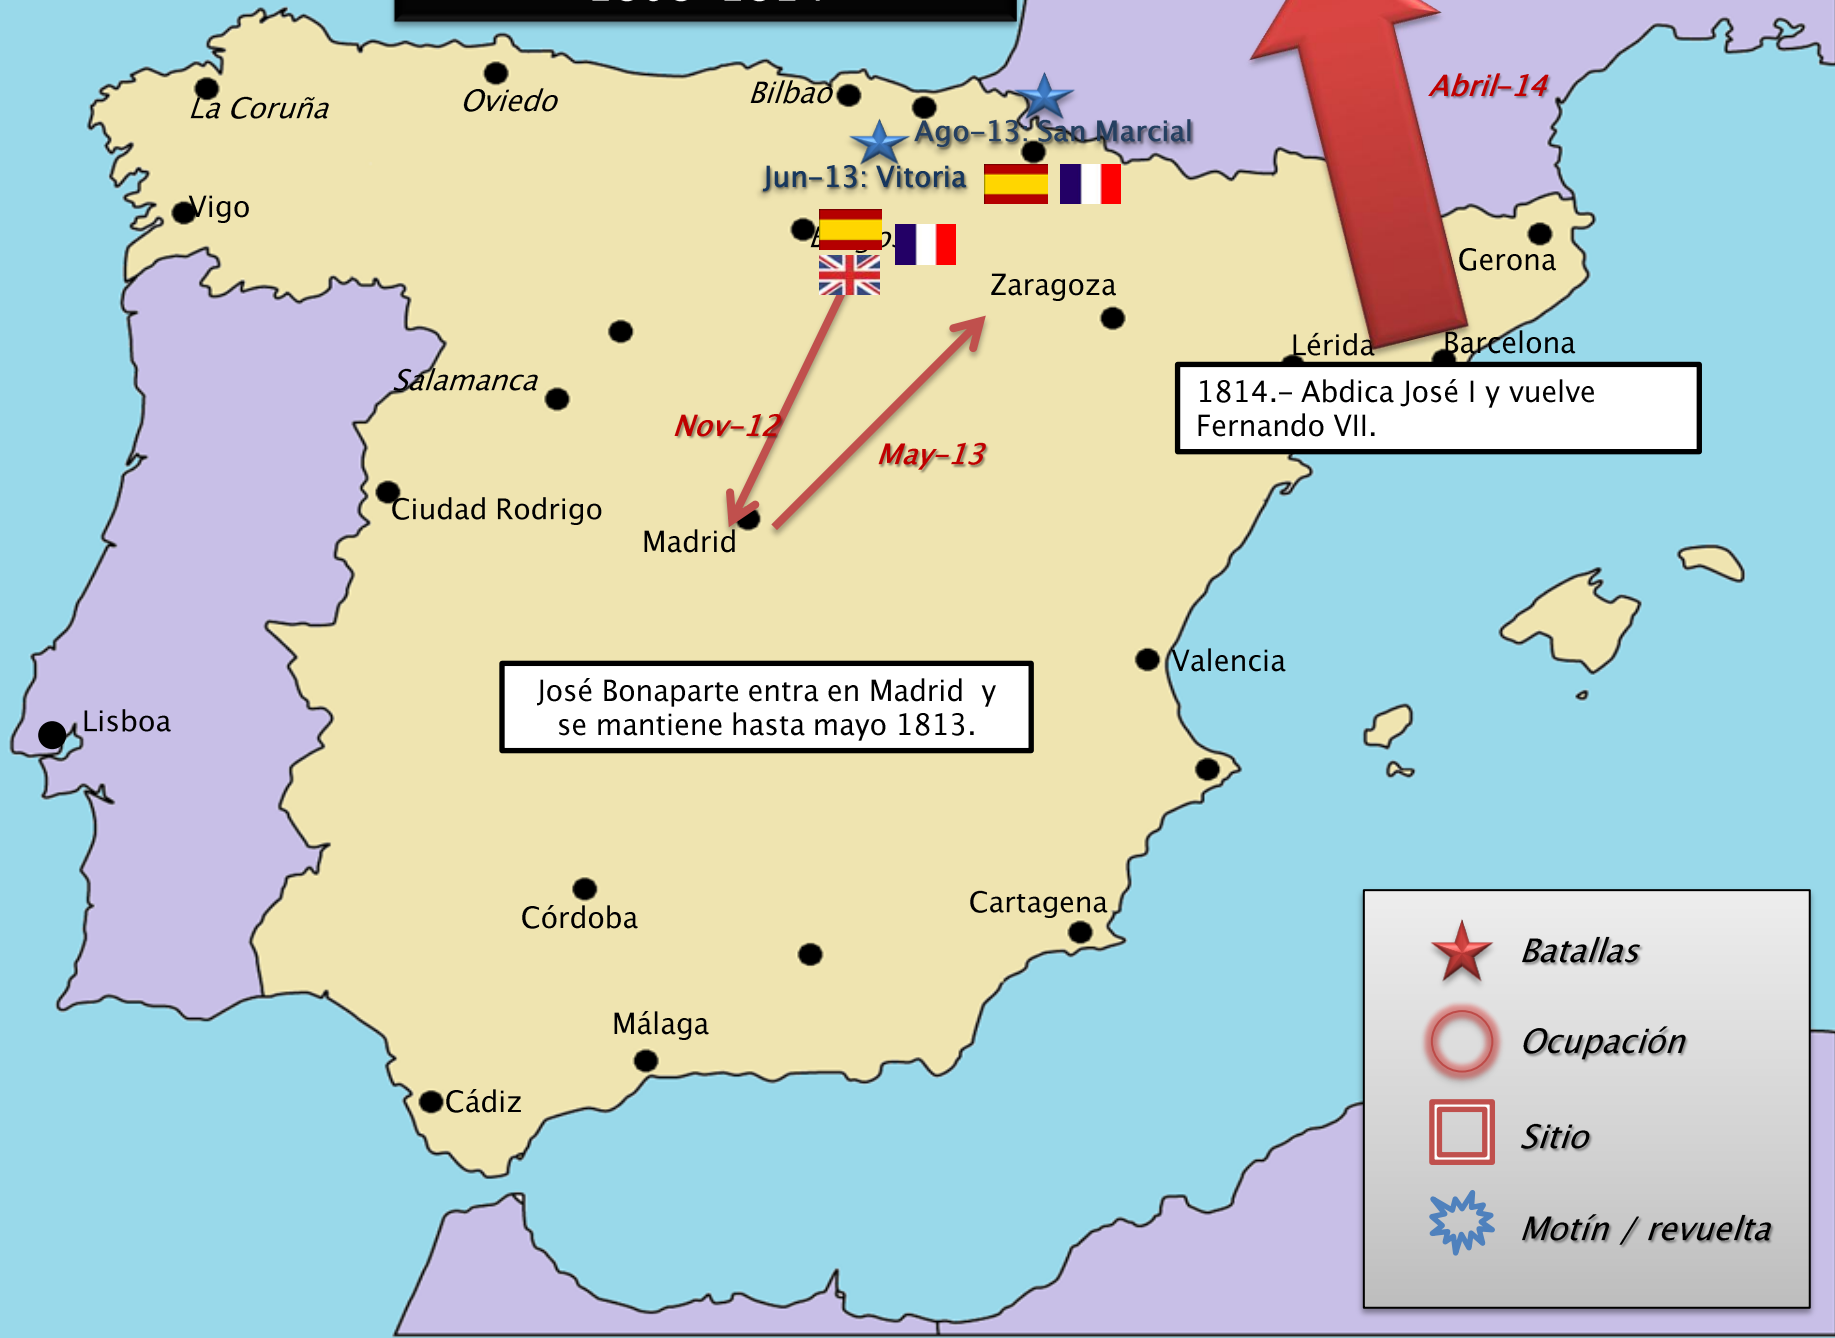 Abril-14
La Coruña
Oviedo
Bilbao
Ago-13: San Marcial
Jun-13: Vitoria
Vigo
Gerona
Zaragoza
Lérida
Barcelona
Salamanca
1814.- Abdica José I y vuelve
Fernando VII.
Nov-12
May-13
Ciudad Rodrigo
Madrid
Valencia
José Bonaparte entra en Madrid y
se mantiene hasta mayo 1813.
Lisboa
Córdoba
Cartagena
Málaga
Cádiz
Batallas
Ocupación
Sitio
Motín / revuelta